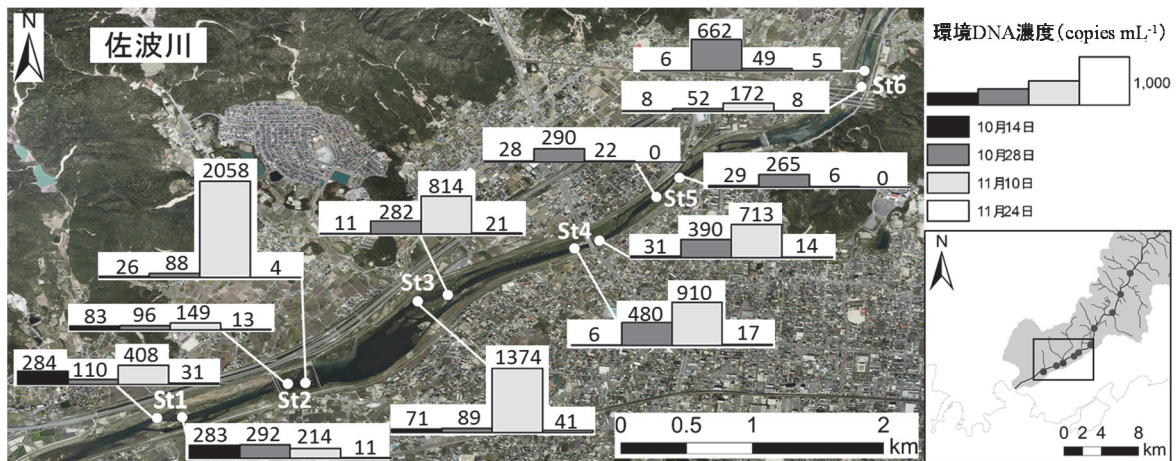 N
佐波川
662
6 49 5
St6
8 52 172 8
290
28 22 0
265
29 6 0
St5
2058
26 88 4
814
282
11 21
St4
713
390
31 14
St3
83 96 149 13
910
480
6 17
284 408
110 31
1374
71 89 41
St1
St2
283 292 214 11
0 0.5 1 2
km
環境DNA濃度(copies mL-1)
1,000
10月14日
10月28日
11月10日
11月24日
N
0 2 4 8
km